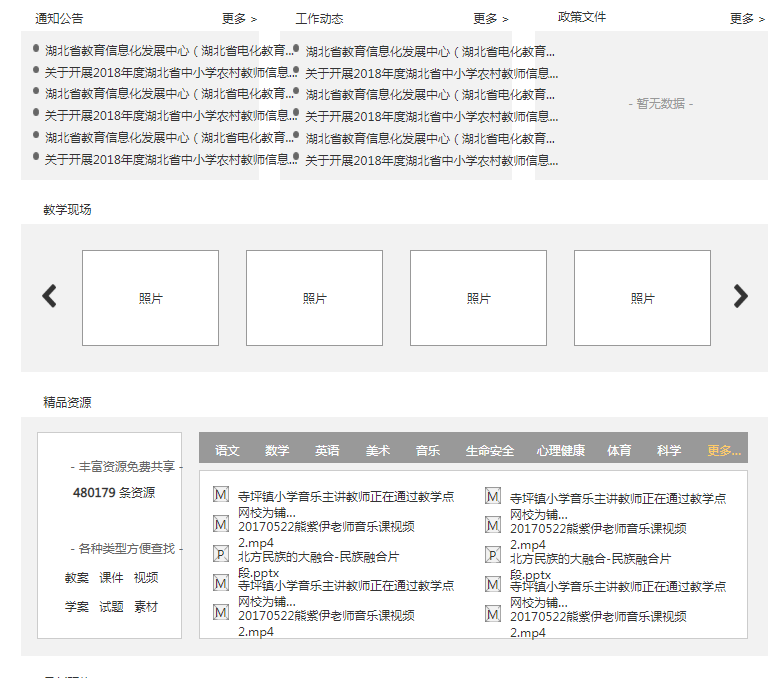 通知公告 更多 >
湖北省教育信息化发展中心（湖北省电化教育...
关于开展2018年度湖北省中小学农村教师信息...
湖北省教育信息化发展中心（湖北省电化教育...
关于开展2018年度湖北省中小学农村教师信息...
湖北省教育信息化发展中心（湖北省电化教育...
关于开展2018年度湖北省中小学农村教师信息...
工作动态 更多 >
湖北省教育信息化发展中心（湖北省电化教育...
关于开展2018年度湖北省中小学农村教师信息...
湖北省教育信息化发展中心（湖北省电化教育...
关于开展2018年度湖北省中小学农村教师信息...
湖北省教育信息化发展中心（湖北省电化教育...
关于开展2018年度湖北省中小学农村教师信息...
政策文件 更多 >
- 暂无数据 -
教学现场
照片 照片 照片 照片
精品资源
- 丰富资源免费共享 -
480179 条资源
- 各种类型方便查找 -
教案 课件 视频
学案 试题 素材
语文 数学 英语 美术 音乐 生命安全 心理健康 体育 科学 更多...
M 寺坪镇小学音乐主讲教师正在通过教学点
网校为铺...
M 20170522熊紫伊老师音乐课视频
2.mp4
P 北方民族的大融合-民族融合片
段.pptx
M 寺坪镇小学音乐主讲教师正在通过教学点
网校为铺...
M 20170522熊紫伊老师音乐课视频
2.mp4
M 寺坪镇小学音乐主讲教师正在通过教学点
网校为铺...
M 20170522熊紫伊老师音乐课视频
2.mp4
P 北方民族的大融合-民族融合片
段.pptx
M 寺坪镇小学音乐主讲教师正在通过教学点
网校为铺...
M 20170522熊紫伊老师音乐课视频
2.mp4